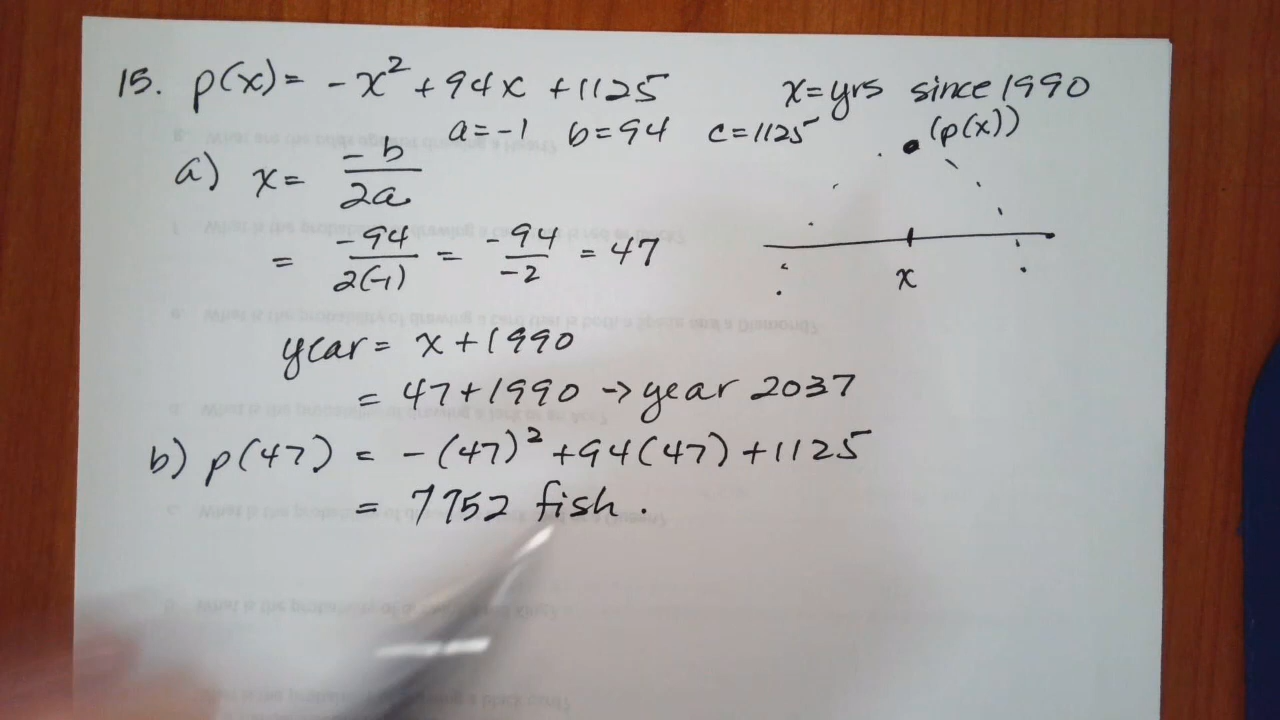 15. p(x) = -x² + 94x + 1125
x = yrs since 1990
a = -1 b = 94 c = 1125
(p(x))
a) x = -b / 2a
= -94 / 2(-1) = -94 / -2 = 47
x
year = x + 1990
= 47 + 1990 → year 2037
b) p(47) = -(47)² + 94(47) + 1125
= 7752 fish.